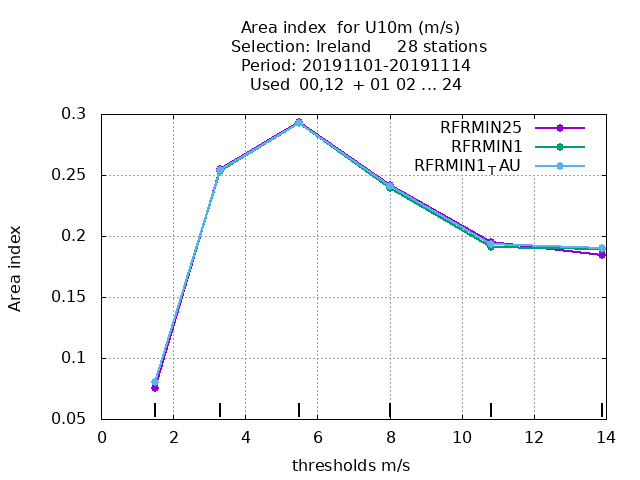 Area index  for U10m (m/s)
Selection: Ireland     28 stations
Period: 20191101-20191114
Used  00,12  + 01 02 ... 24
RFRMIN25
RFRMIN1
RFRMIN1TAU
0.3
0.25
0.2
0.15
0.1
0.05
Area index
0 2 4 6 8 10 12 14
thresholds m/s